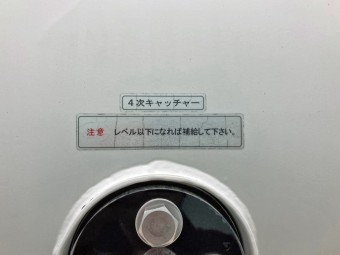 4次キャッチャー
注意 レベル以下になれば補給して下さい。